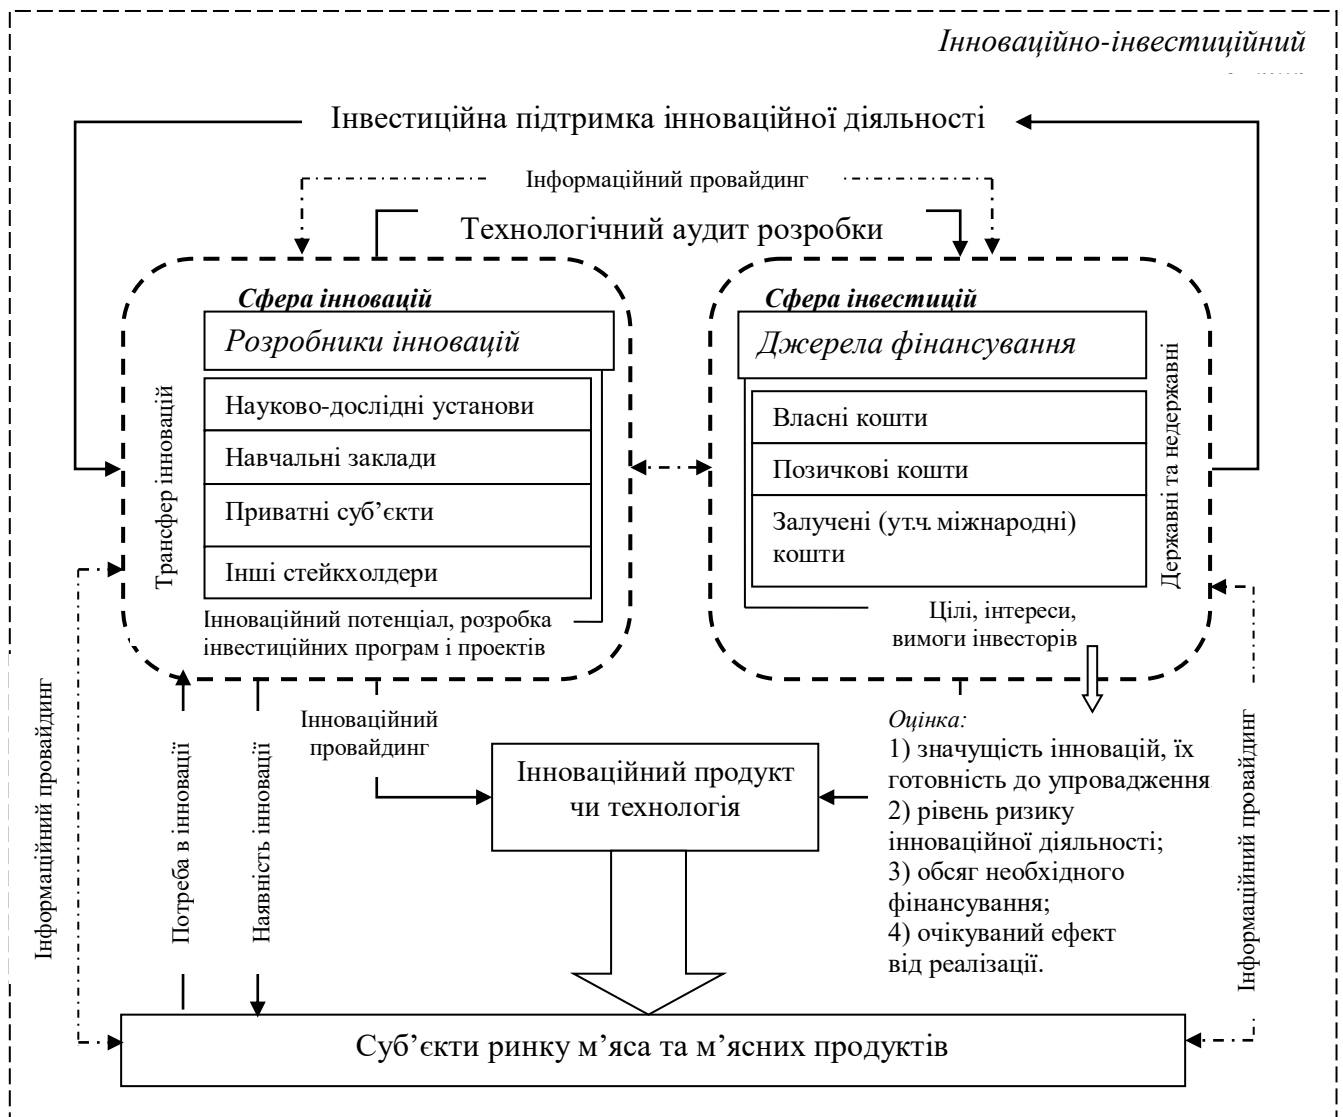 Інноваційно-інвестиційний
Інвестиційна підтримка інноваційної діяльності
Інформаційний провайдинг
Технологічний аудит розробки
Сфера інновацій
Розробники інновацій
Трансфер інновацій
Науково-дослідні установи
Навчальні заклади
Приватні суб’єкти
Інші стейкхолдери
Інноваційний потенціал, розробка
інвестиційних програм і проектів
Сфера інвестицій
Джерела фінансування
Власні кошти
Позичкові кошти
Залучені (ут.ч. міжнародні)
кошти
Державні та недержавні
Цілі, інтереси,
вимоги інвесторів
Інформаційний провайдинг
Потреба в інновації
Наявність інновації
Інноваційний
провайдинг
Інноваційний продукт
чи технологія
Оцінка:
1) значущість інновацій, їх
готовність до упровадження
2) рівень ризику
інноваційної діяльності;
3) обсяг необхідного
фінансування;
4) очікуваний ефект
від реалізації.
Інформаційний провайдинг
Суб’єкти ринку м’яса та м’ясних продуктів